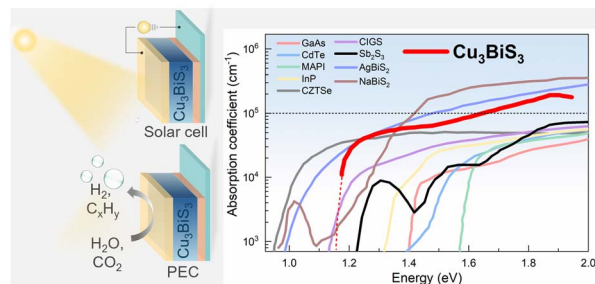 Cu3BiS3
Solar cell
H2,
CxHy
H2O,
CO2
Cu3BiS3
PEC
Absorption coefficient (cm-1)
10^6
10^5
10^4
10^3
GaAs
CdTe
MAPI
InP
CZTSe
CIGS
Sb2S3
AgBiS2
NaBiS2
Cu3BiS3
1.0
1.2
1.4
1.6
1.8
2.0
Energy (eV)